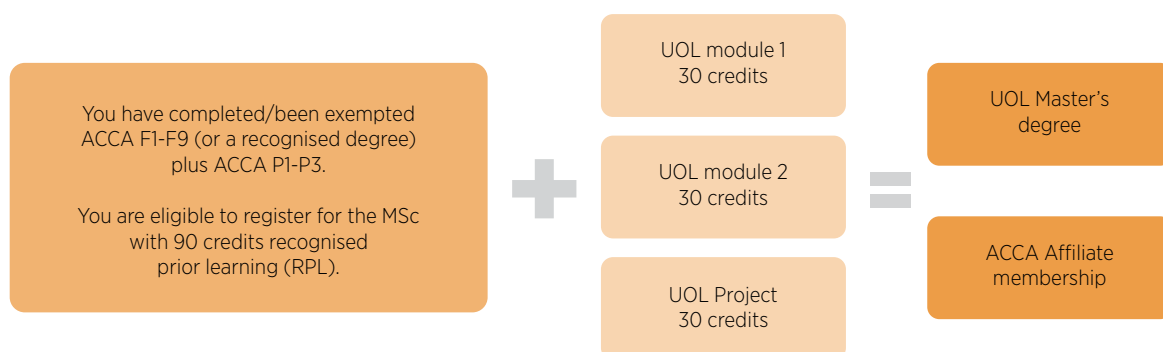 You have completed/been exempted
ACCA F1-F9 (or a recognised degree)
plus ACCA P1-P3.
You are eligible to register for the MSc
with 90 credits recognised
prior learning (RPL).
UOL module 1
30 credits
UOL module 2
30 credits
UOL Project
30 credits
UOL Master's
degree
ACCA Affiliate
membership